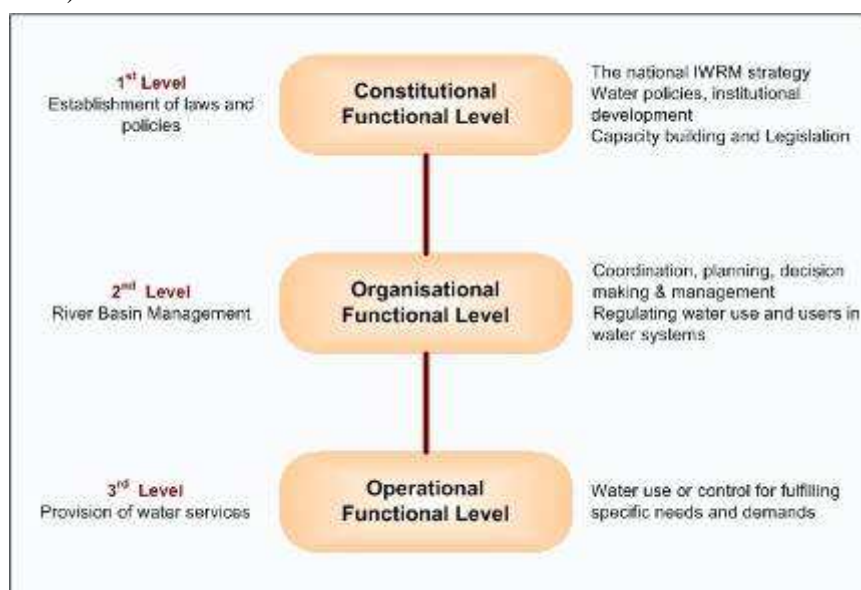 1st Level
Establishment of laws and
policies
Constitutional
Functional Level
The national IWRM strategy
Water policies, institutional
development
Capacity building and Legislation
2nd Level
River Basin Management
Organisational
Functional Level
Coordination, planning, decision
making & management
Regulating water use and users in
water systems
3rd Level
Provision of water services
Operational
Functional Level
Water use or control for fulfilling
specific needs and demands